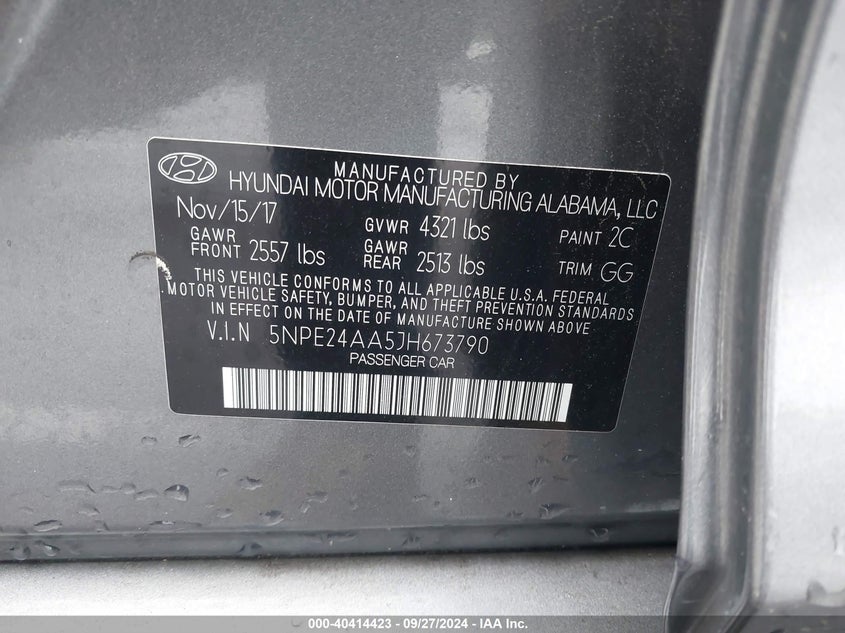 MANUFACTURED BY
HYUNDAI MOTOR MANUFACTURING ALABAMA, LLC
Nov/15/17 GVWR 4321 lbs PAINT 2C
GAWR FRONT 2557 lbs GAWR REAR 2513 lbs TRIM GG
THIS VEHICLE CONFORMS TO ALL APPLICABLE U.S.A. FEDERAL
MOTOR VEHICLE SAFETY, BUMPER, AND THEFT PREVENTION STANDARDS
IN EFFECT ON THE DATE OF MANUFACTURE SHOWN ABOVE
V.I.N 5NPE24AA5JH673790
PASSENGER CAR
000-40414423 - 09/27/2024 - IAA Inc.